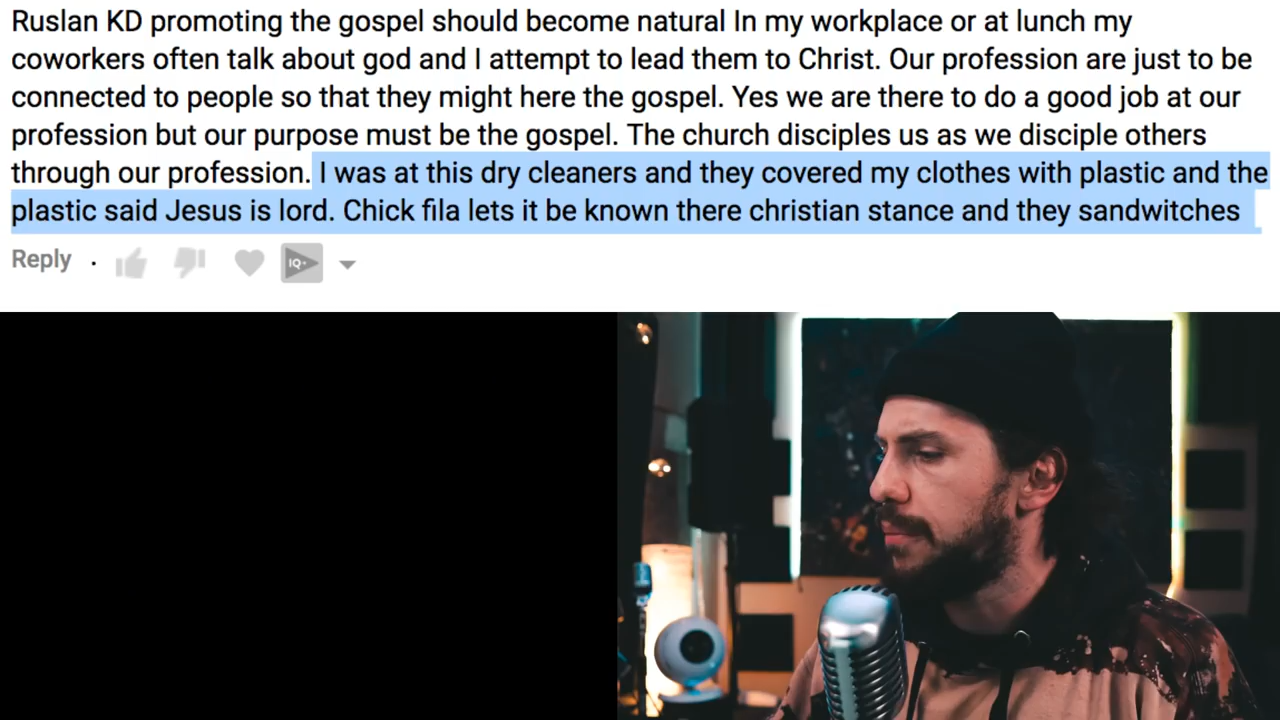 Ruslan KD promoting the gospel should become natural In my workplace or at lunch my
coworkers often talk about god and I attempt to lead them to Christ. Our profession are just to be
connected to people so that they might here the gospel. Yes we are there to do a good job at our
profession but our purpose must be the gospel. The church disciples us as we disciple others
through our profession. I was at this dry cleaners and they covered my clothes with plastic and the
plastic said Jesus is lord. Chick fila lets it be known there christian stance and they sandwitches
Reply · IQ+